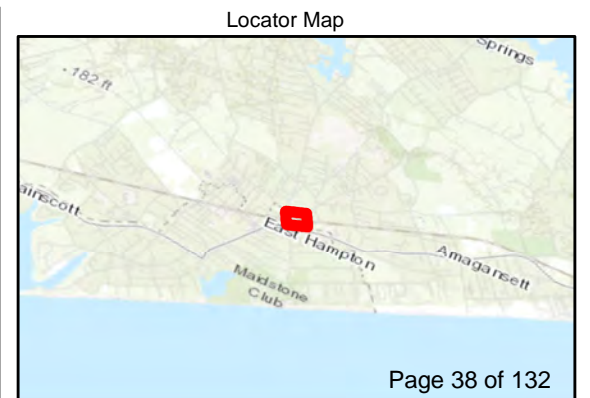 Locator Map
Springs
182 ft
ainscott
East Hampton
Amagansett
Maidstone
Club
Page 38 of 132